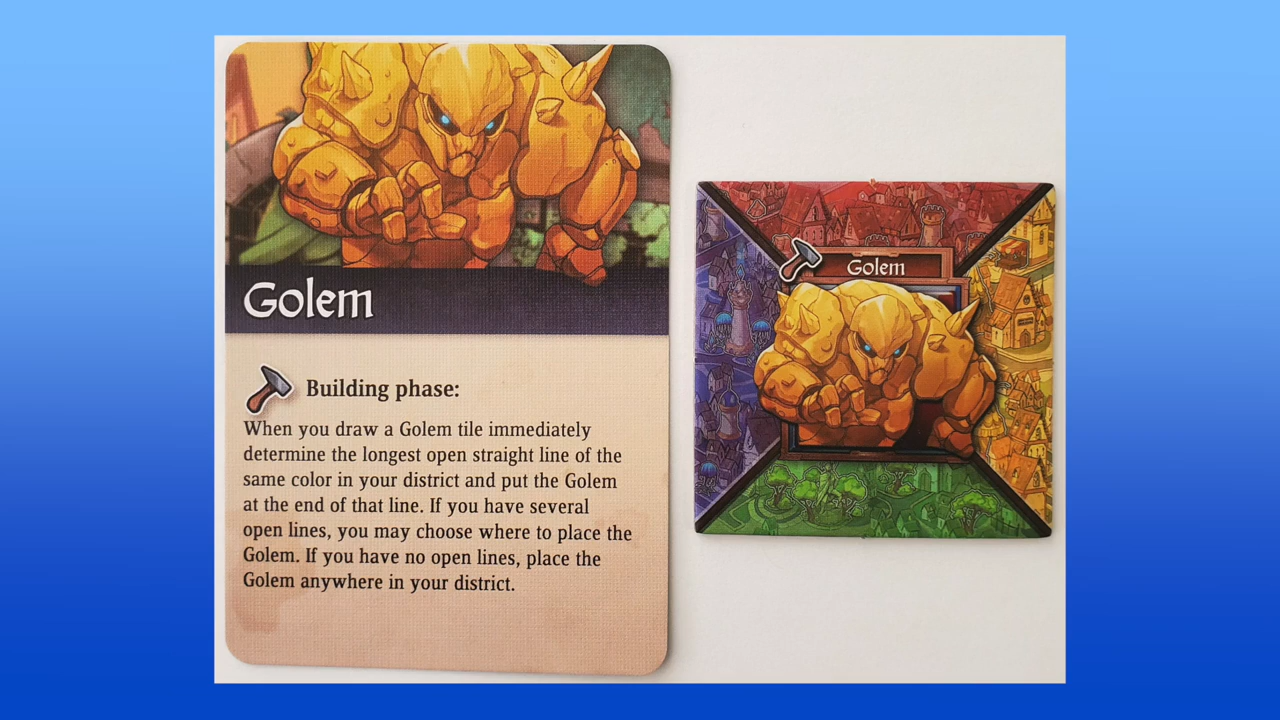 Golem
Building phase:
When you draw a Golem tile immediately
determine the longest open straight line of the
same color in your district and put the Golem
at the end of that line. If you have several
open lines, you may choose where to place the
Golem. If you have no open lines, place the
Golem anywhere in your district.
Golem